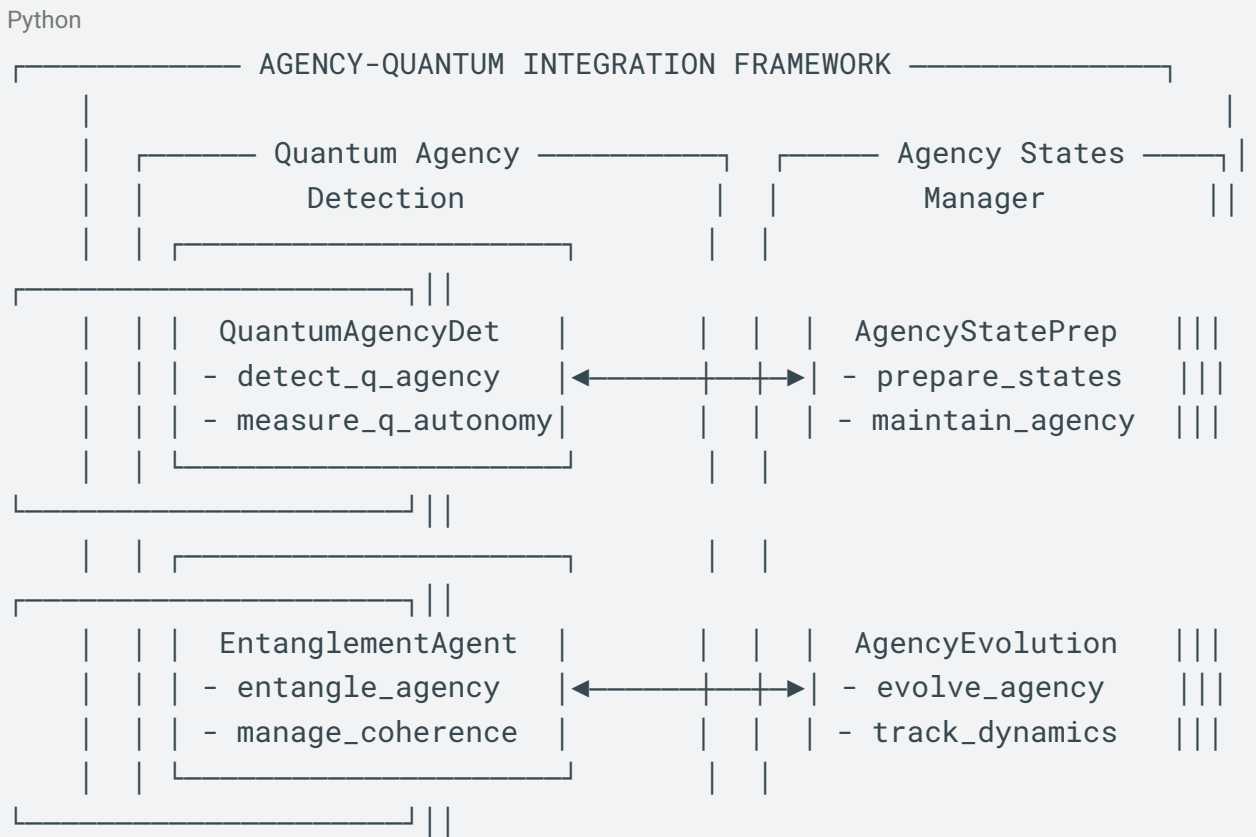 Python
AGENCY-QUANTUM INTEGRATION FRAMEWORK
Quantum Agency Agency States
Detection Manager
QuantumAgencyDet AgencyStatePrep
- detect_q_agency - prepare_states
- measure_q_autonomy - maintain_agency
EntanglementAgent AgencyEvolution
- entangle_agency - evolve_agency
- manage_coherence - track_dynamics